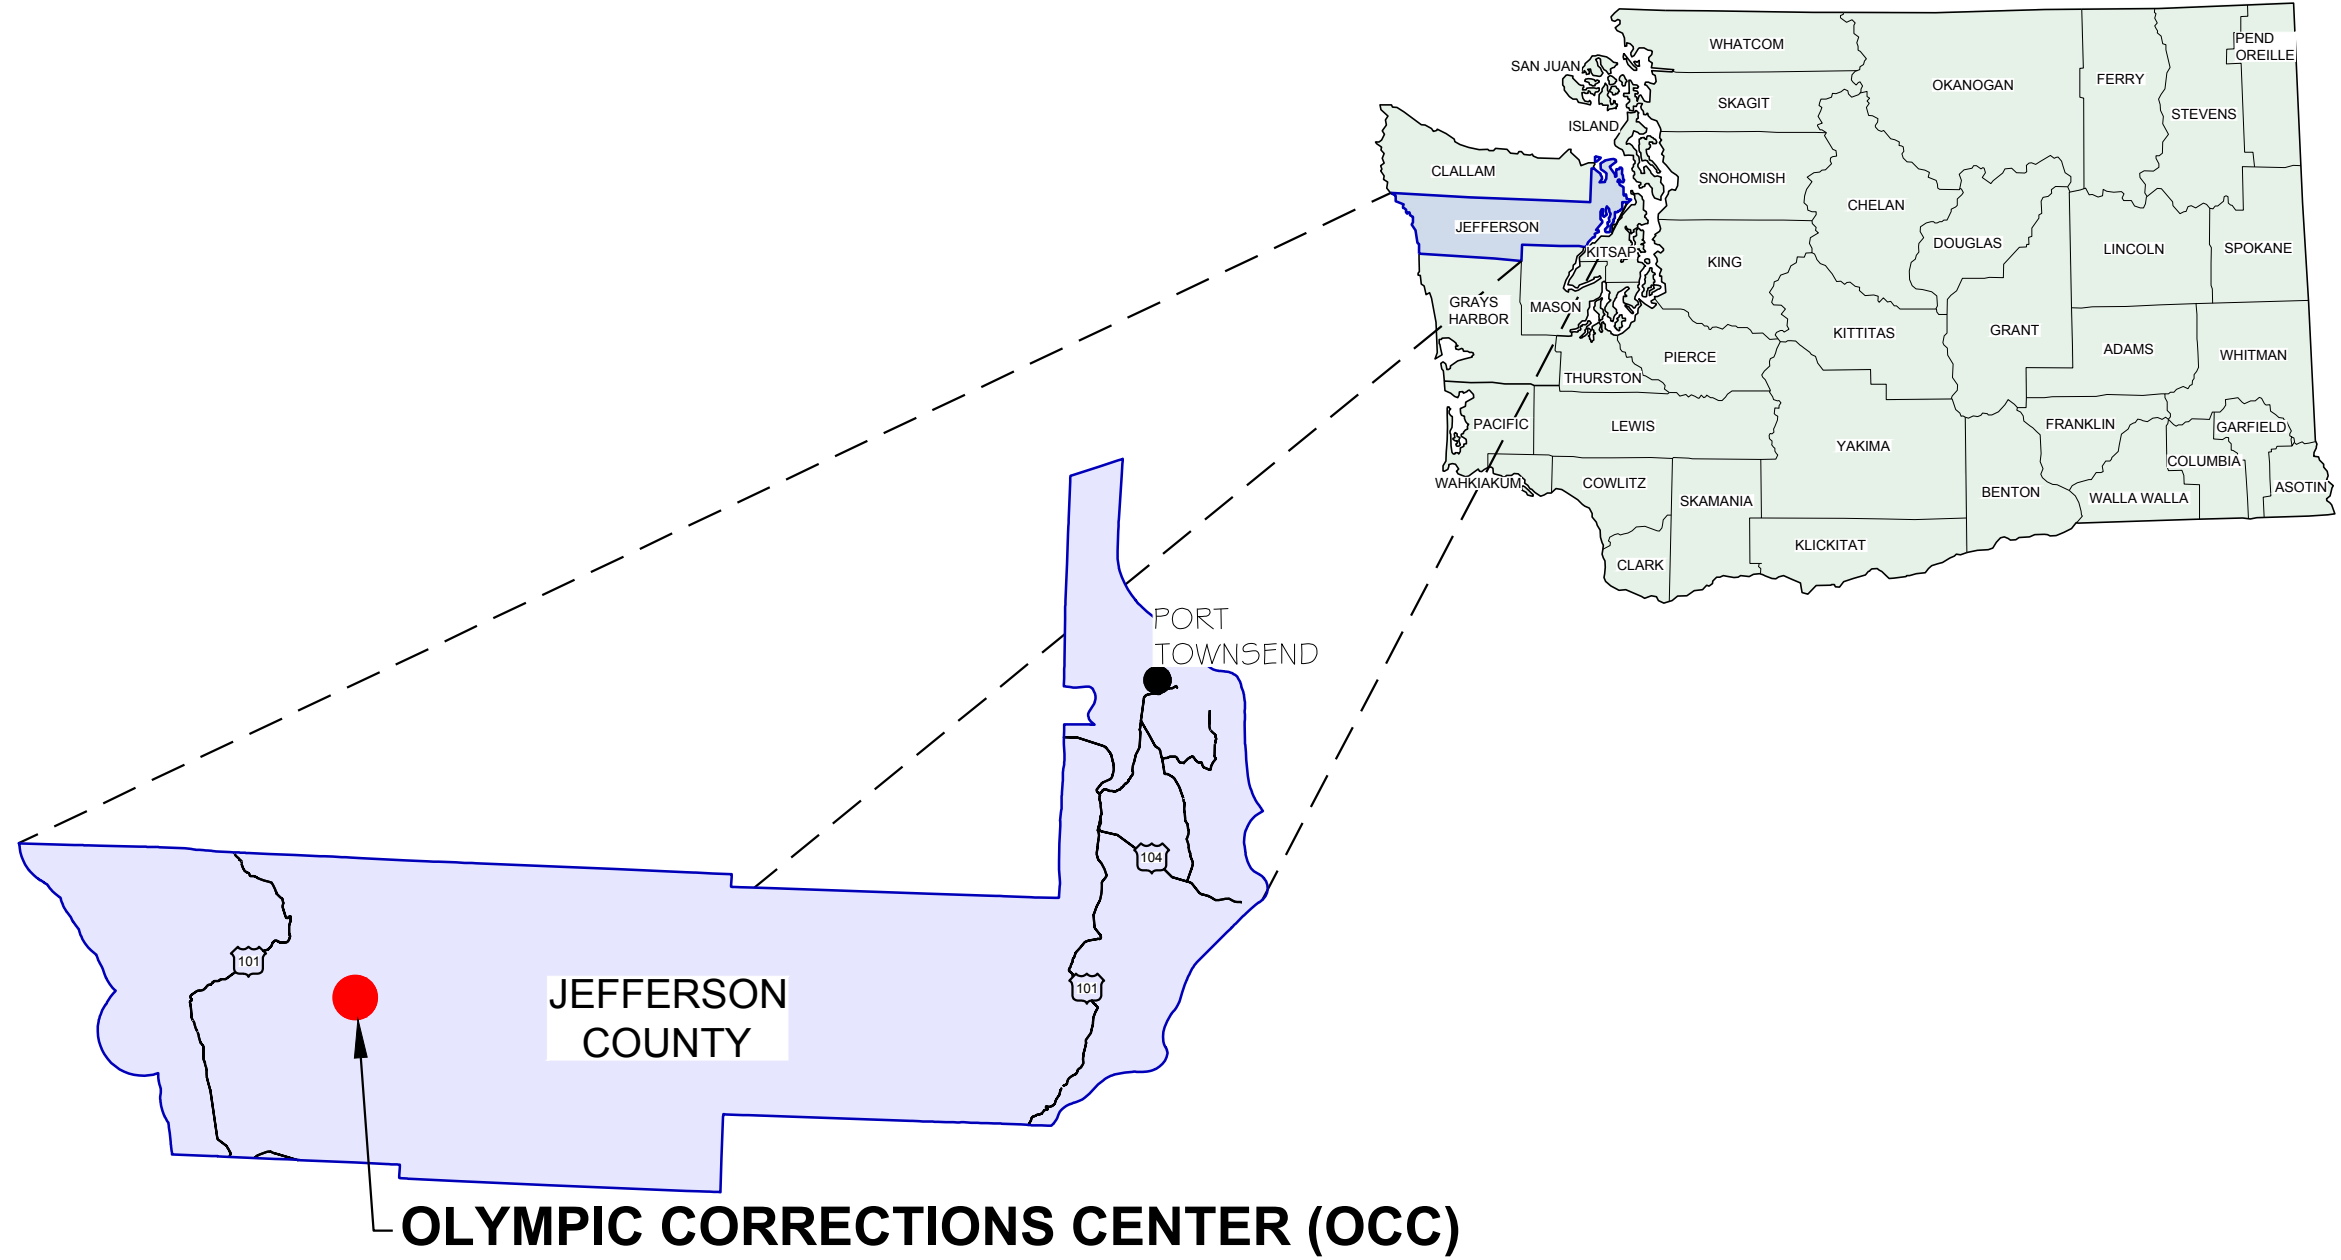 WHATCOM
PEND
OREILLE
SAN JUAN
OKANOGAN
FERRY
SKAGIT
STEVENS
ISLAND
CLALLAM
SNOHOMISH
CHELAN
JEFFERSON
DOUGLAS
LINCOLN
SPOKANE
KITSAP
KING
GRAYS
HARBOR
MASON
KITTITAS
GRANT
ADAMS
WHITMAN
PIERCE
THURSTON
PACIFIC
LEWIS
YAKIMA
FRANKLIN
GARFIELD
COLUMBIA
WAHKIAKUM
COWLITZ
SKAMANIA
BENTON
WALLA WALLA
ASOTIN
KLICKITAT
CLARK
PORT
TOWNSEND
104
101
101
JEFFERSON
COUNTY
OLYMPIC CORRECTIONS CENTER (OCC)